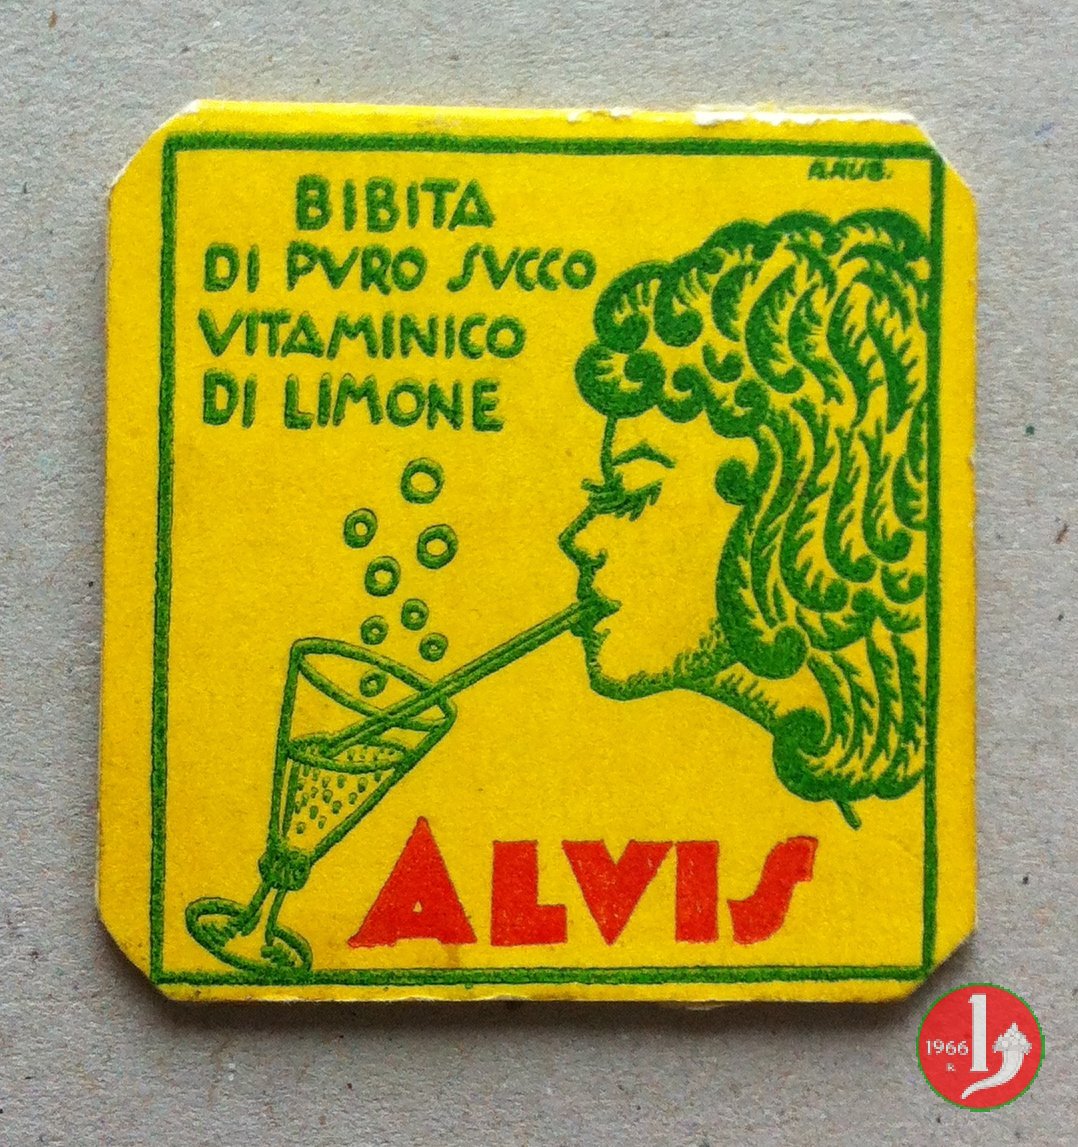 BIBITA
DI PVRO SVCCO
VITAMINICO
DI LIMONE
ALVIS
1966
R.